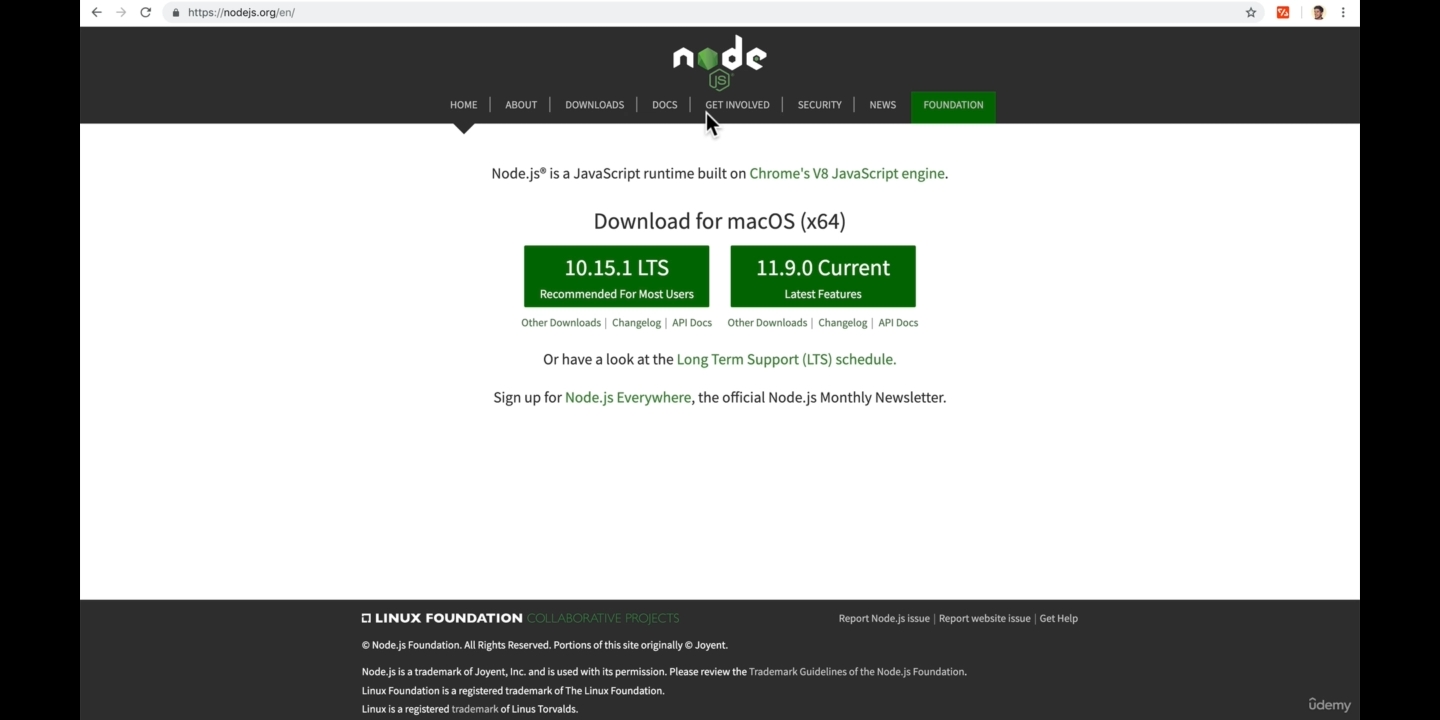 https://nodejs.org/en/
node
JS
HOME | ABOUT | DOWNLOADS | DOCS | GET INVOLVED | SECURITY | NEWS FOUNDATION
Node.js® is a JavaScript runtime built on Chrome's V8 JavaScript engine.
Download for macOS (x64)
10.15.1 LTS
Recommended For Most Users
11.9.0 Current
Latest Features
Other Downloads | Changelog | API Docs
Other Downloads | Changelog | API Docs
Or have a look at the Long Term Support (LTS) schedule.
Sign up for Node.js Everywhere, the official Node.js Monthly Newsletter.
LINUX FOUNDATION COLLABORATIVE PROJECTS
Report Node.js issue | Report website issue | Get Help
© Node.js Foundation. All Rights Reserved. Portions of this site originally © Joyent.
Node.js is a trademark of Joyent, Inc. and is used with its permission. Please review the Trademark Guidelines of the Node.js Foundation.
Linux Foundation is a registered trademark of The Linux Foundation.
Linux is a registered trademark of Linus Torvalds.
ûdemy